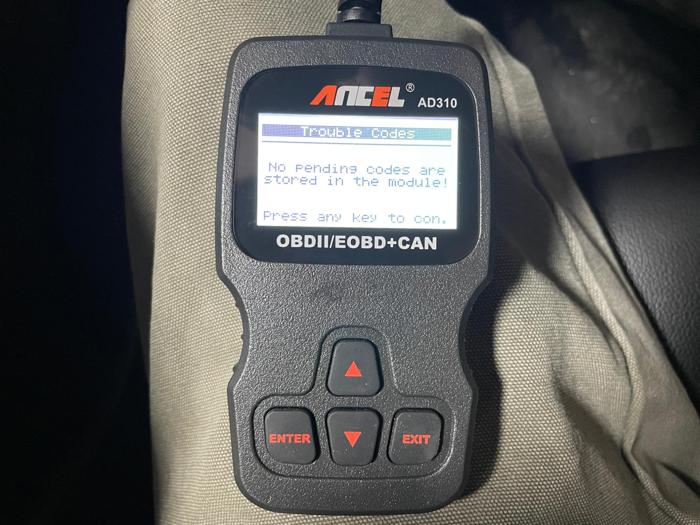 ANCEL® AD310
Trouble Codes
No pending codes are
stored in the module!
Press any key to con.
OBDII/EOBD+CAN
ENTER
EXIT